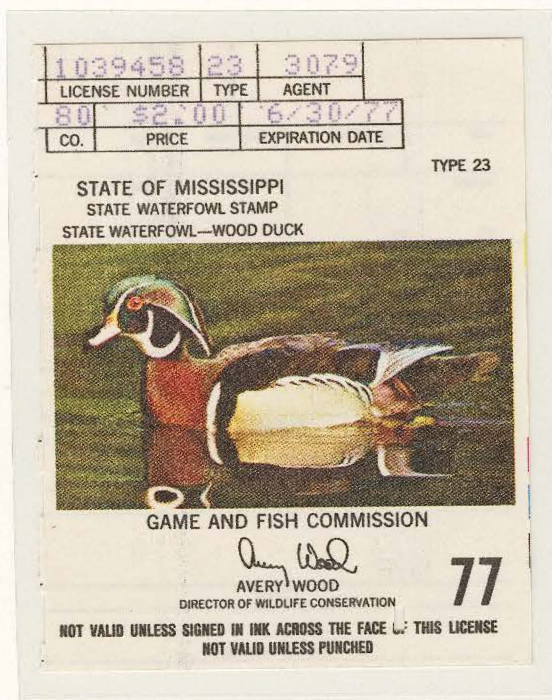 1039458 23 3079
LICENSE NUMBER TYPE AGENT
80 $2.00 6/30/77
CO. PRICE EXPIRATION DATE
TYPE 23
STATE OF MISSISSIPPI
STATE WATERFOWL STAMP
STATE WATERFOWL—WOOD DUCK
GAME AND FISH COMMISSION
Avery Wood
AVERY WOOD
DIRECTOR OF WILDLIFE CONSERVATION
77
NOT VALID UNLESS SIGNED IN INK ACROSS THE FACE OF THIS LICENSE
NOT VALID UNLESS PUNCHED